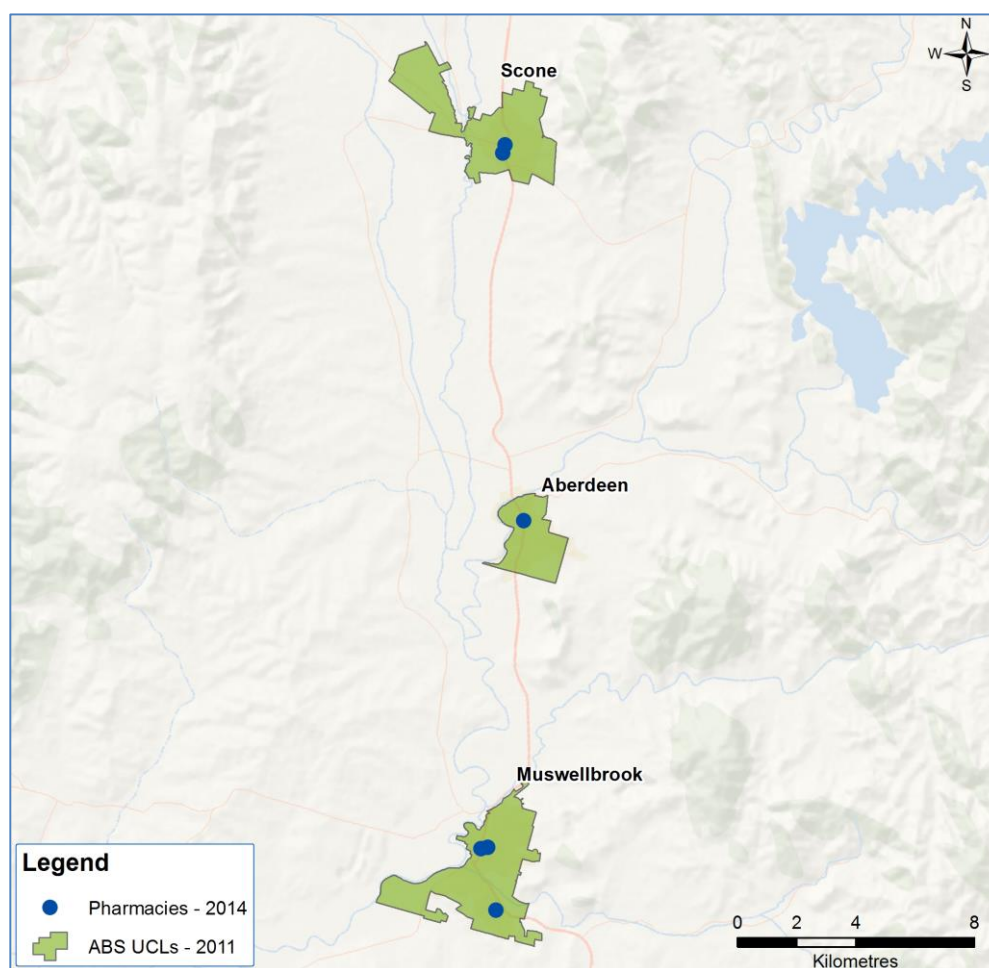 N
W E
S
Scone
Aberdeen
Muswellbrook
Legend
Pharmacies - 2014
ABS UCLs - 2011
0 2 4 8
Kilometres